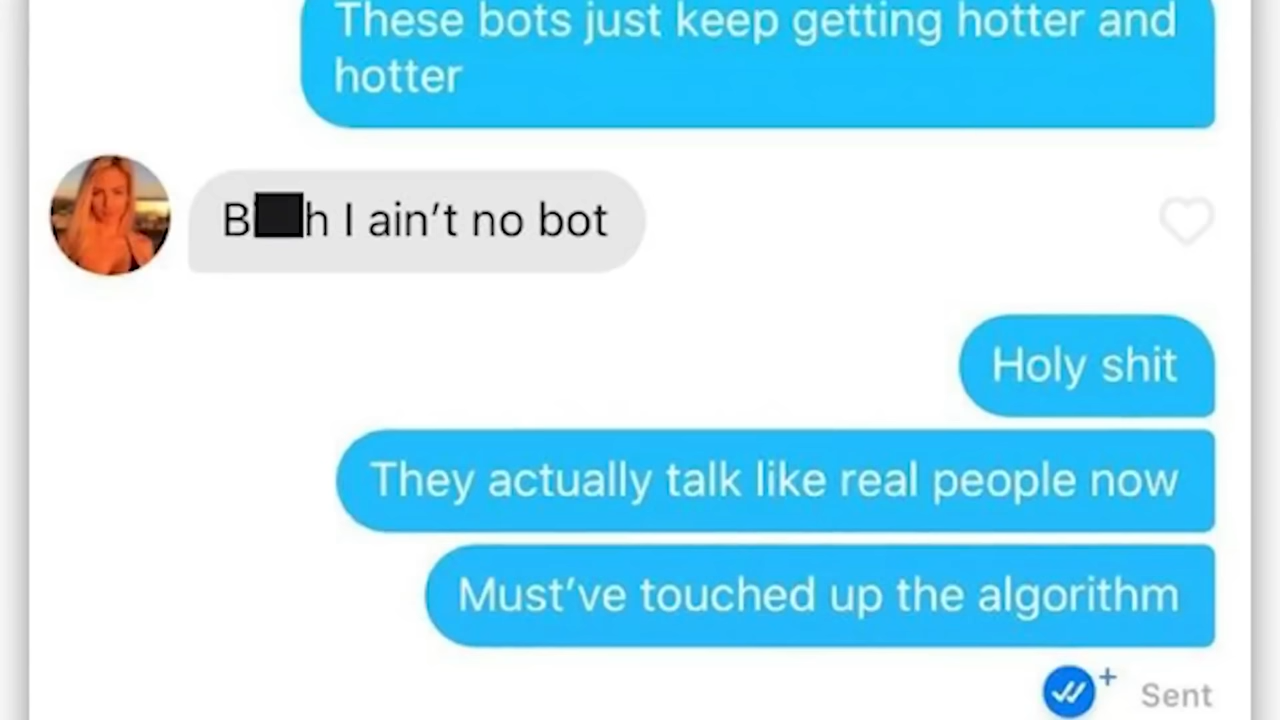 These bots just keep getting hotter and
hotter
B h I ain’t no bot
Holy shit
They actually talk like real people now
Must’ve touched up the algorithm
Sent